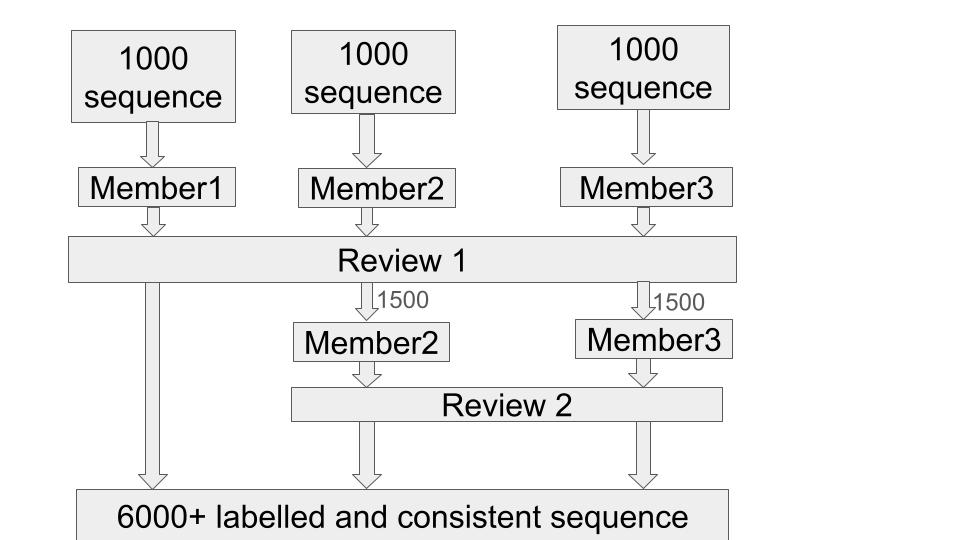 1000
sequence
1000
sequence
1000
sequence
Member1
Member2
Member3
Review 1
1500
1500
Member2
Member3
Review 2
6000+ labelled and consistent sequence